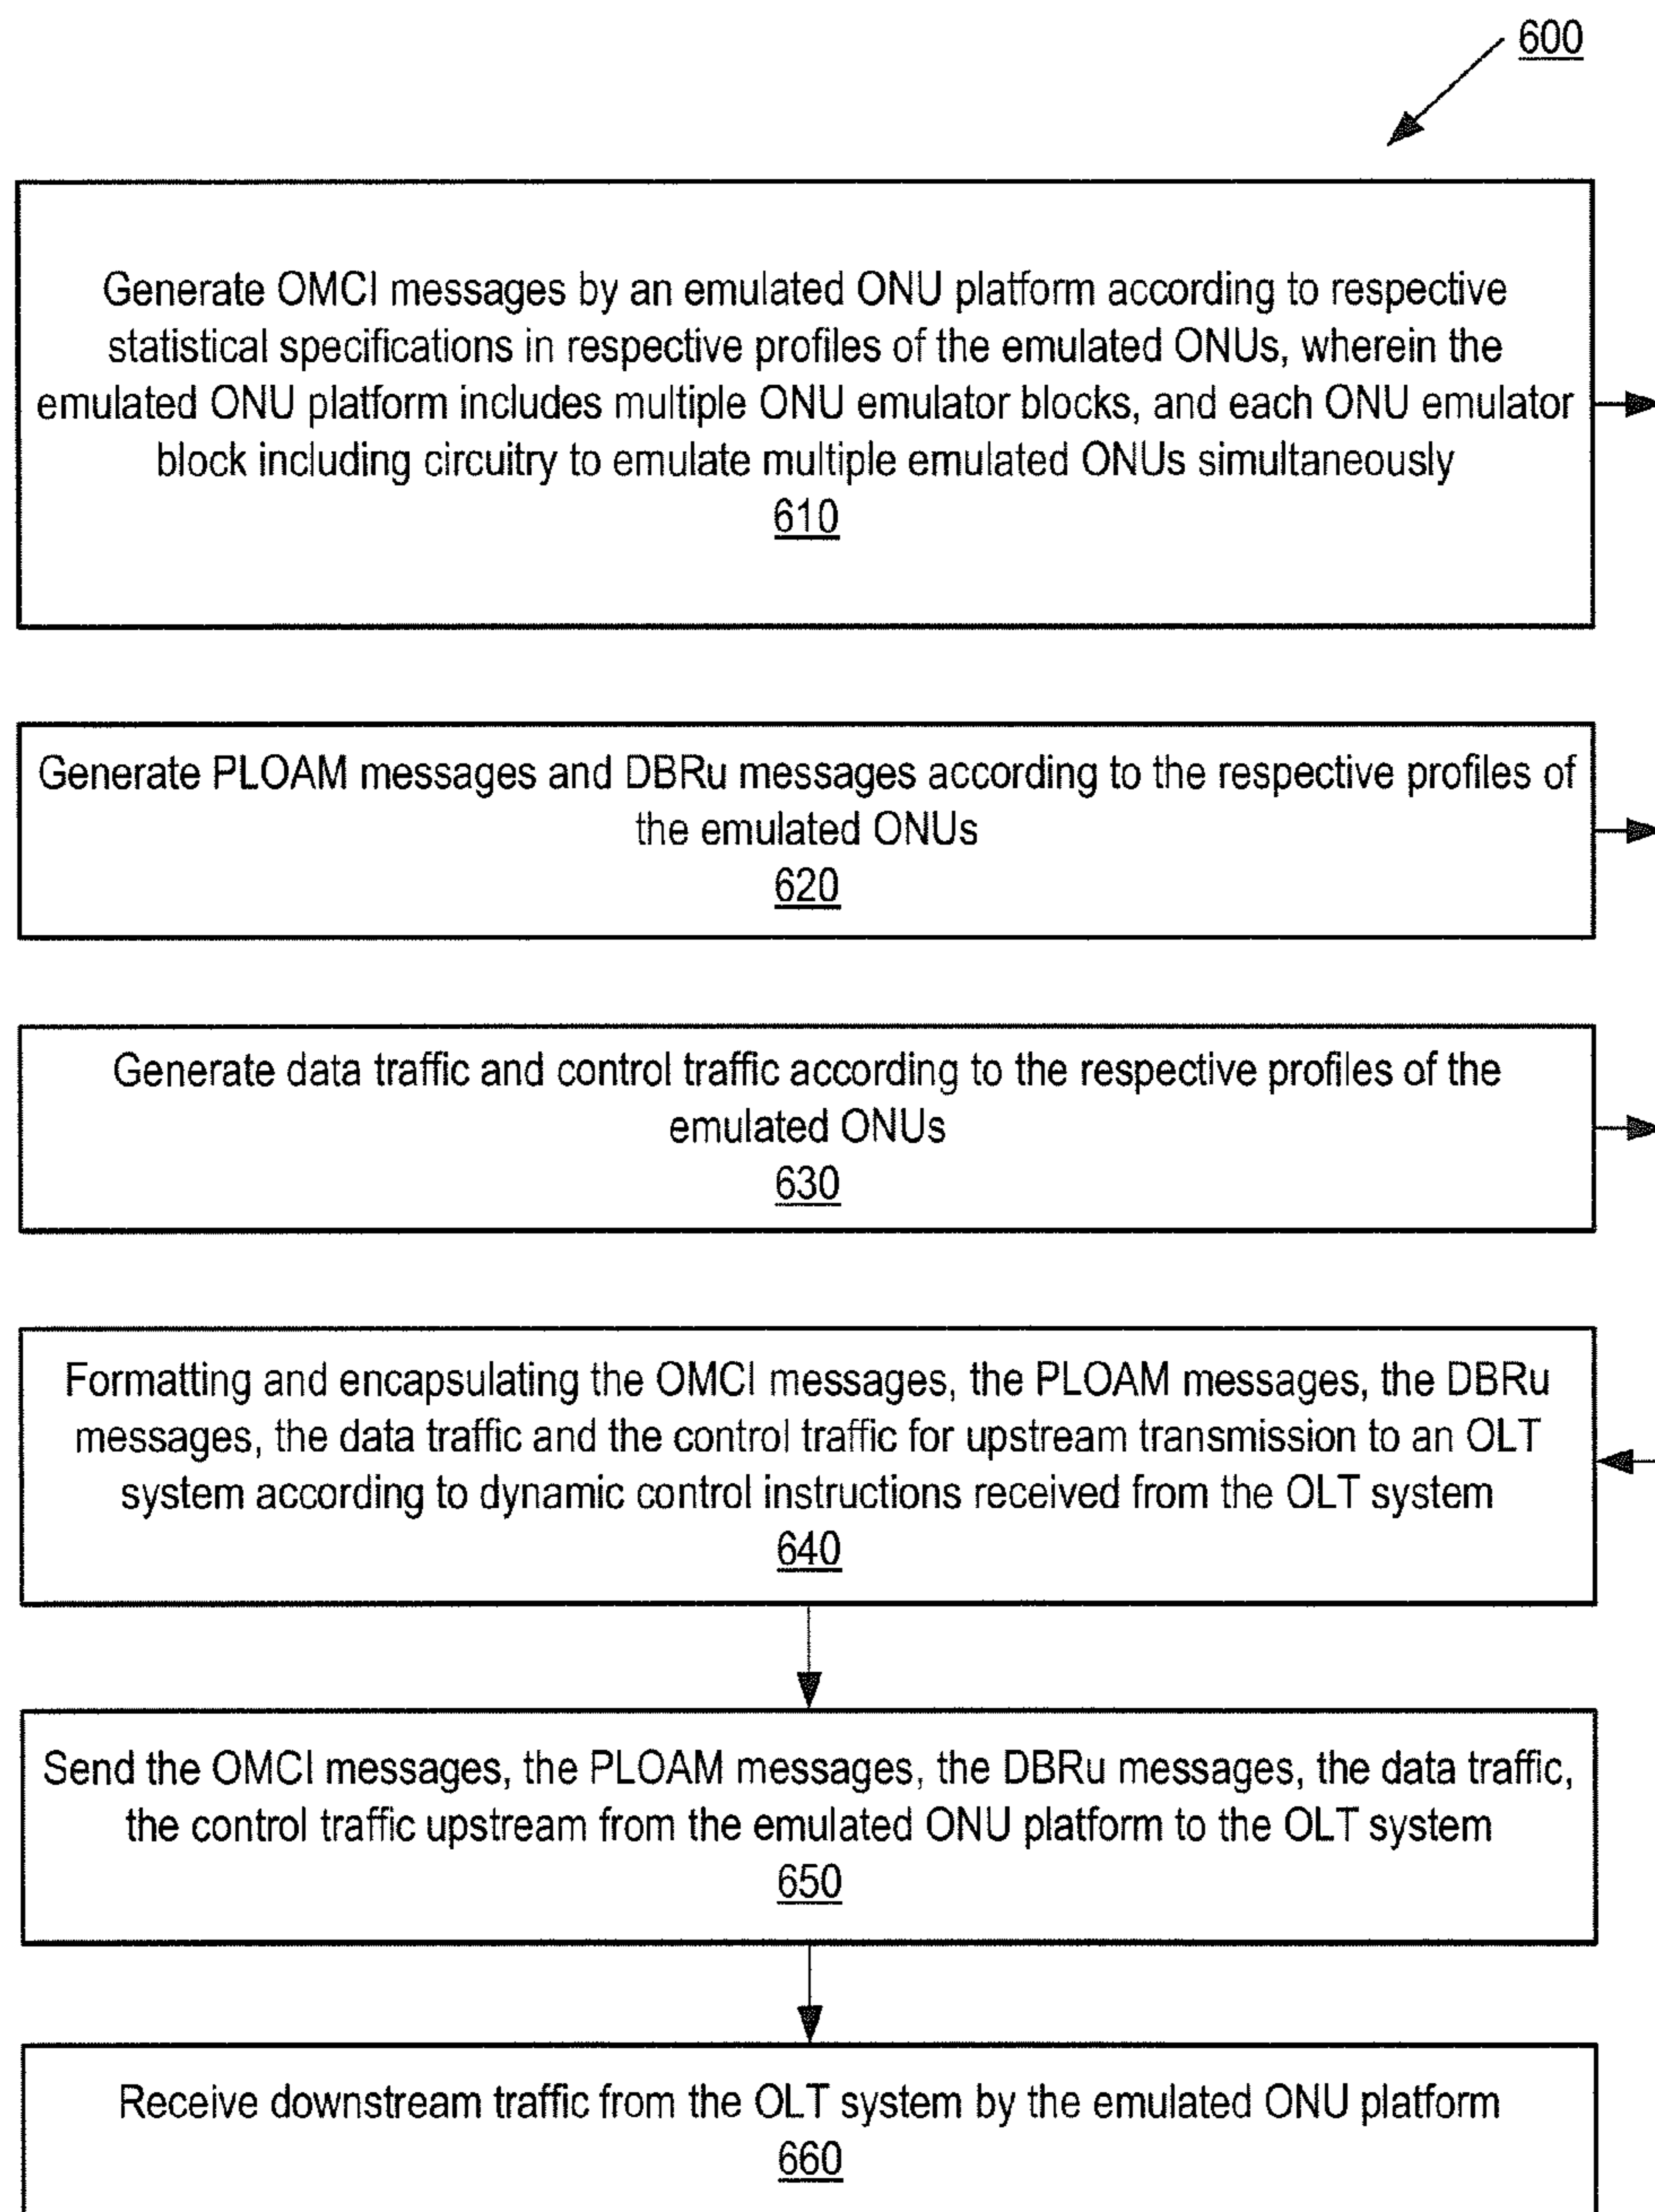 600
Generate OMCI messages by an emulated ONU platform according to respective
statistical specifications in respective profiles of the emulated ONUs, wherein the
emulated ONU platform includes multiple ONU emulator blocks, and each ONU emulator
block including circuitry to emulate multiple emulated ONUs simultaneously
610
Generate PLOAM messages and DBRu messages according to the respective profiles of
the emulated ONUs
620
Generate data traffic and control traffic according to the respective profiles of the
emulated ONUs
630
Formatting and encapsulating the OMCI messages, the PLOAM messages, the DBRu
messages, the data traffic and the control traffic for upstream transmission to an OLT
system according to dynamic control instructions received from the OLT system
640
Send the OMCI messages, the PLOAM messages, the DBRu messages, the data traffic,
the control traffic upstream from the emulated ONU platform to the OLT system
650
Receive downstream traffic from the OLT system by the emulated ONU platform
660